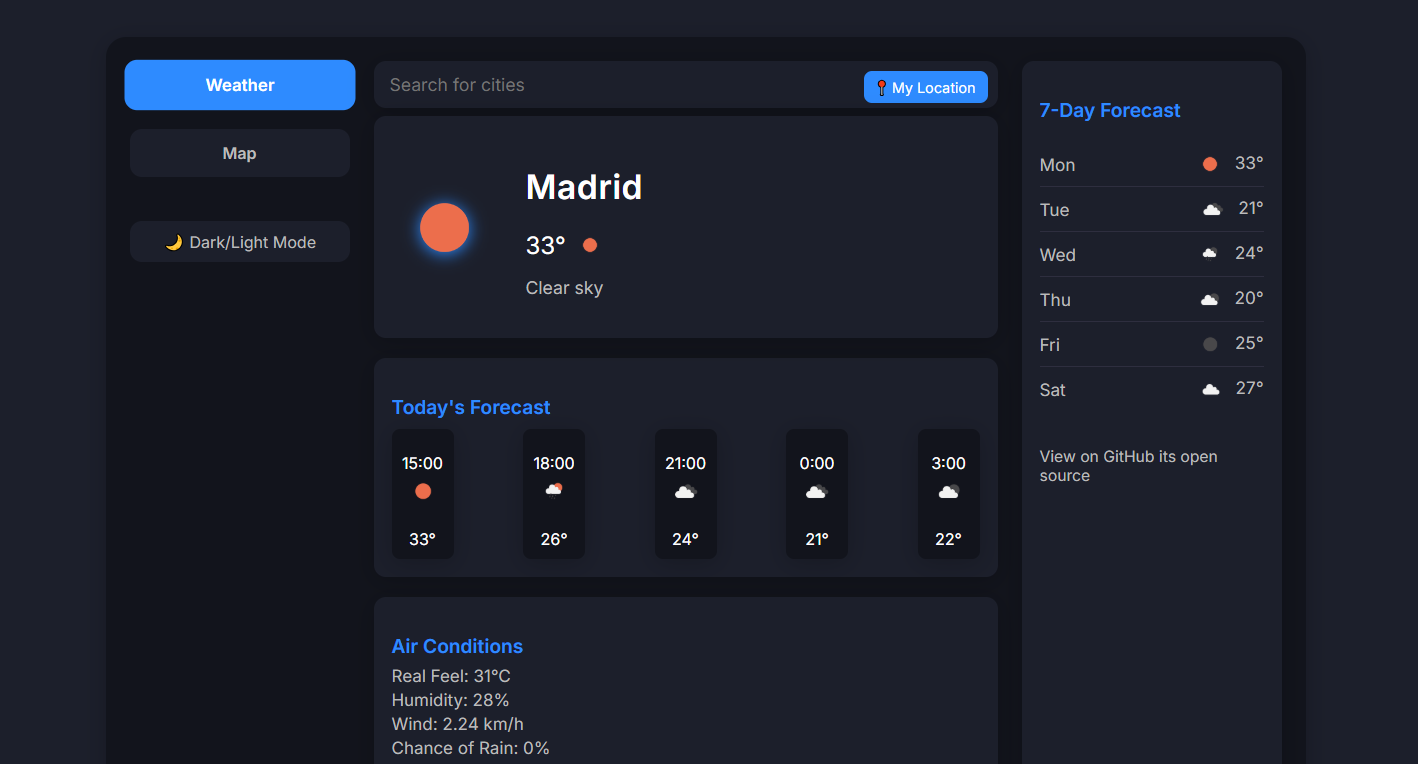 Weather
Map
🌙 Dark/Light Mode
Search for cities
📍 My Location
Madrid
33°
Clear sky
Today's Forecast
15:00 18:00 21:00 0:00 3:00
33° 26° 24° 21° 22°
Air Conditions
Real Feel: 31°C
Humidity: 28%
Wind: 2.24 km/h
Chance of Rain: 0%
7-Day Forecast
Mon 33°
Tue 21°
Wed 24°
Thu 20°
Fri 25°
Sat 27°
View on GitHub its open
source